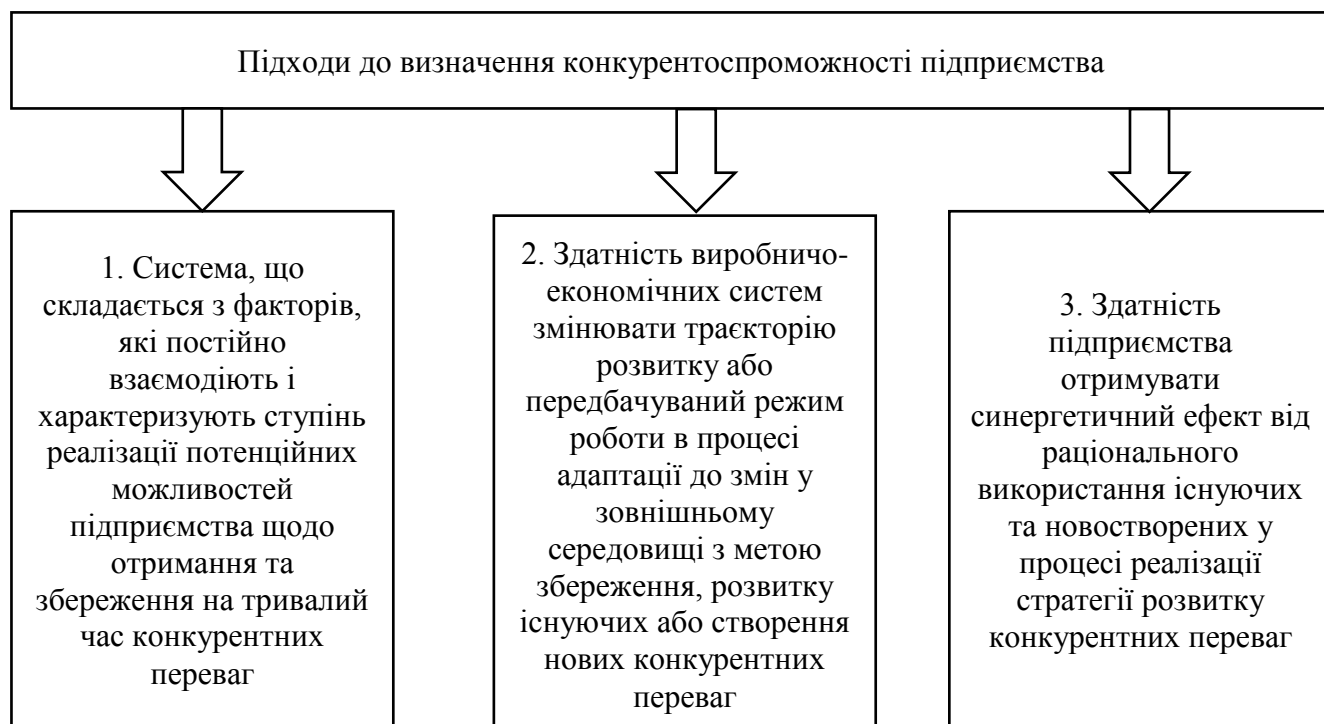 Підходи до визначення конкурентоспроможності підприємства
1. Система, що
складається з факторів,
які постійно
взаємодіють і
характеризують ступінь
реалізації потенційних
можливостей
підприємства щодо
отримання та
збереження на тривалий
час конкурентних
переваг
2. Здатність виробничо-
економічних систем
змінювати траєкторію
розвитку або
передбачуваний режим
роботи в процесі
адаптації до змін у
зовнішньому
середовищі з метою
збереження, розвитку
існуючих або створення
нових конкурентних
переваг
3. Здатність
підприємства
отримувати
синергетичний ефект від
раціонального
використання існуючих
та новостворених у
процесі реалізації
стратегії розвитку
конкурентних переваг